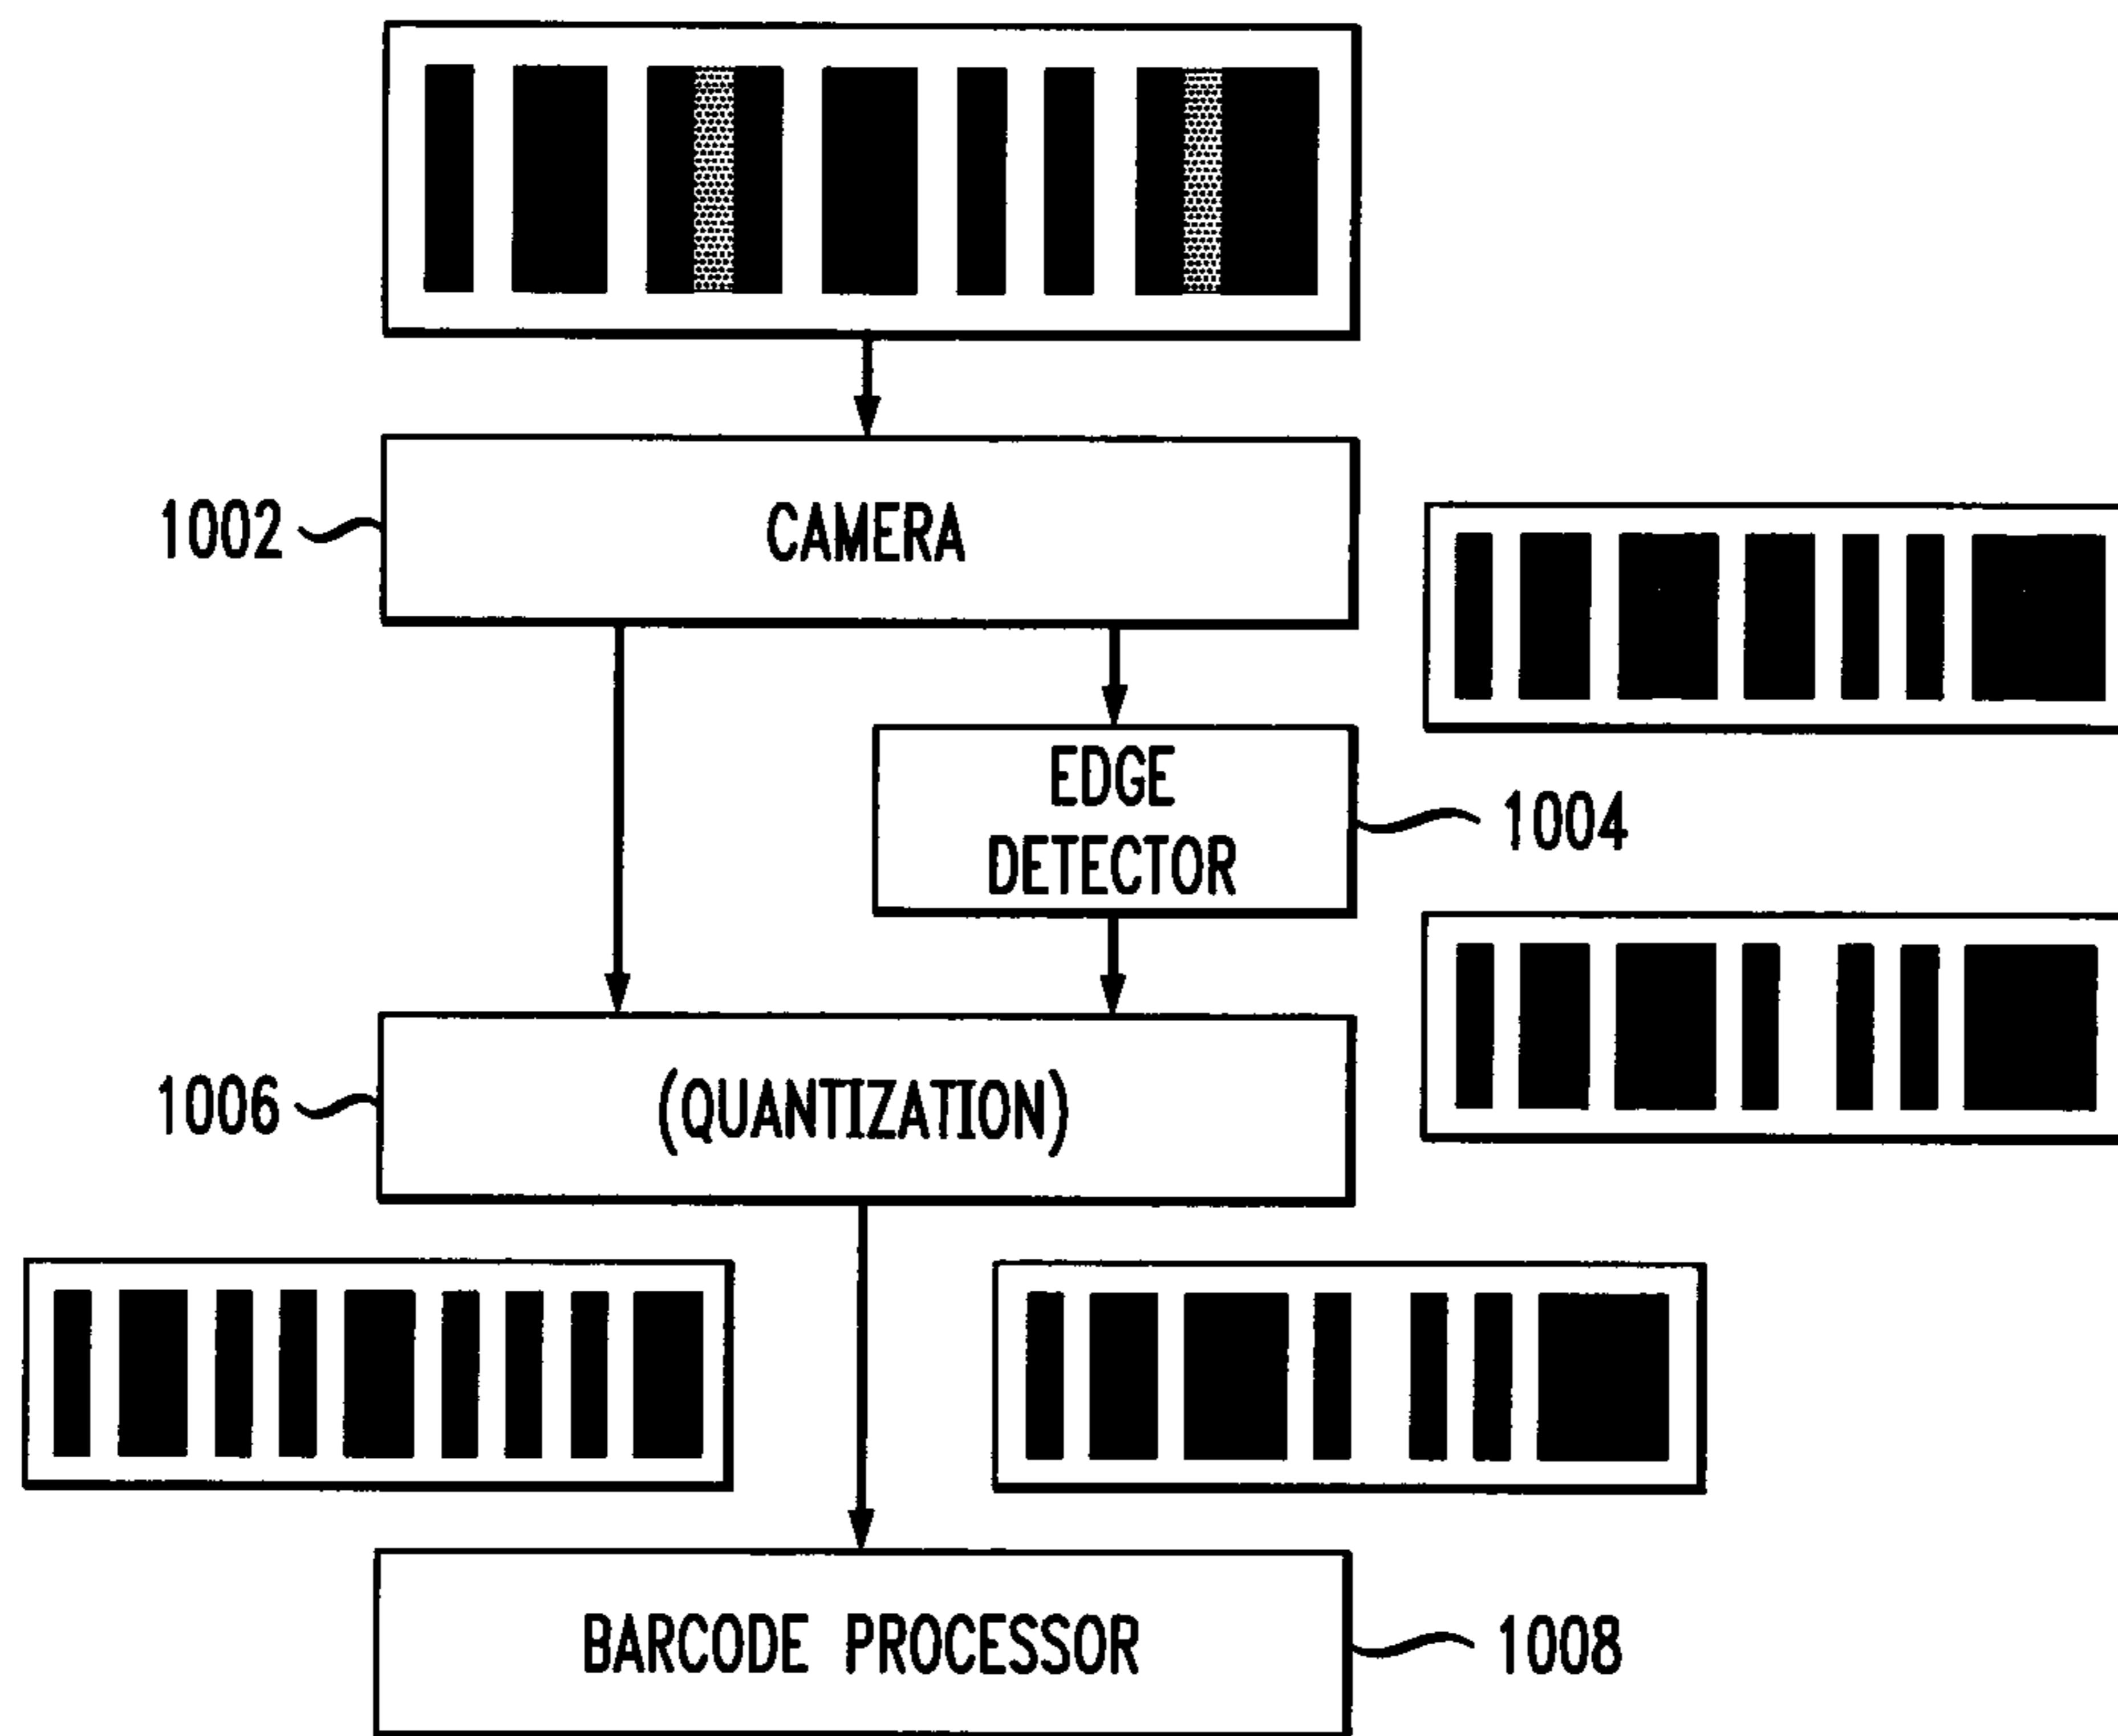 1002
CAMERA
EDGE
DETECTOR
1004
1006
(QUANTIZATION)
BARCODE PROCESSOR
1008